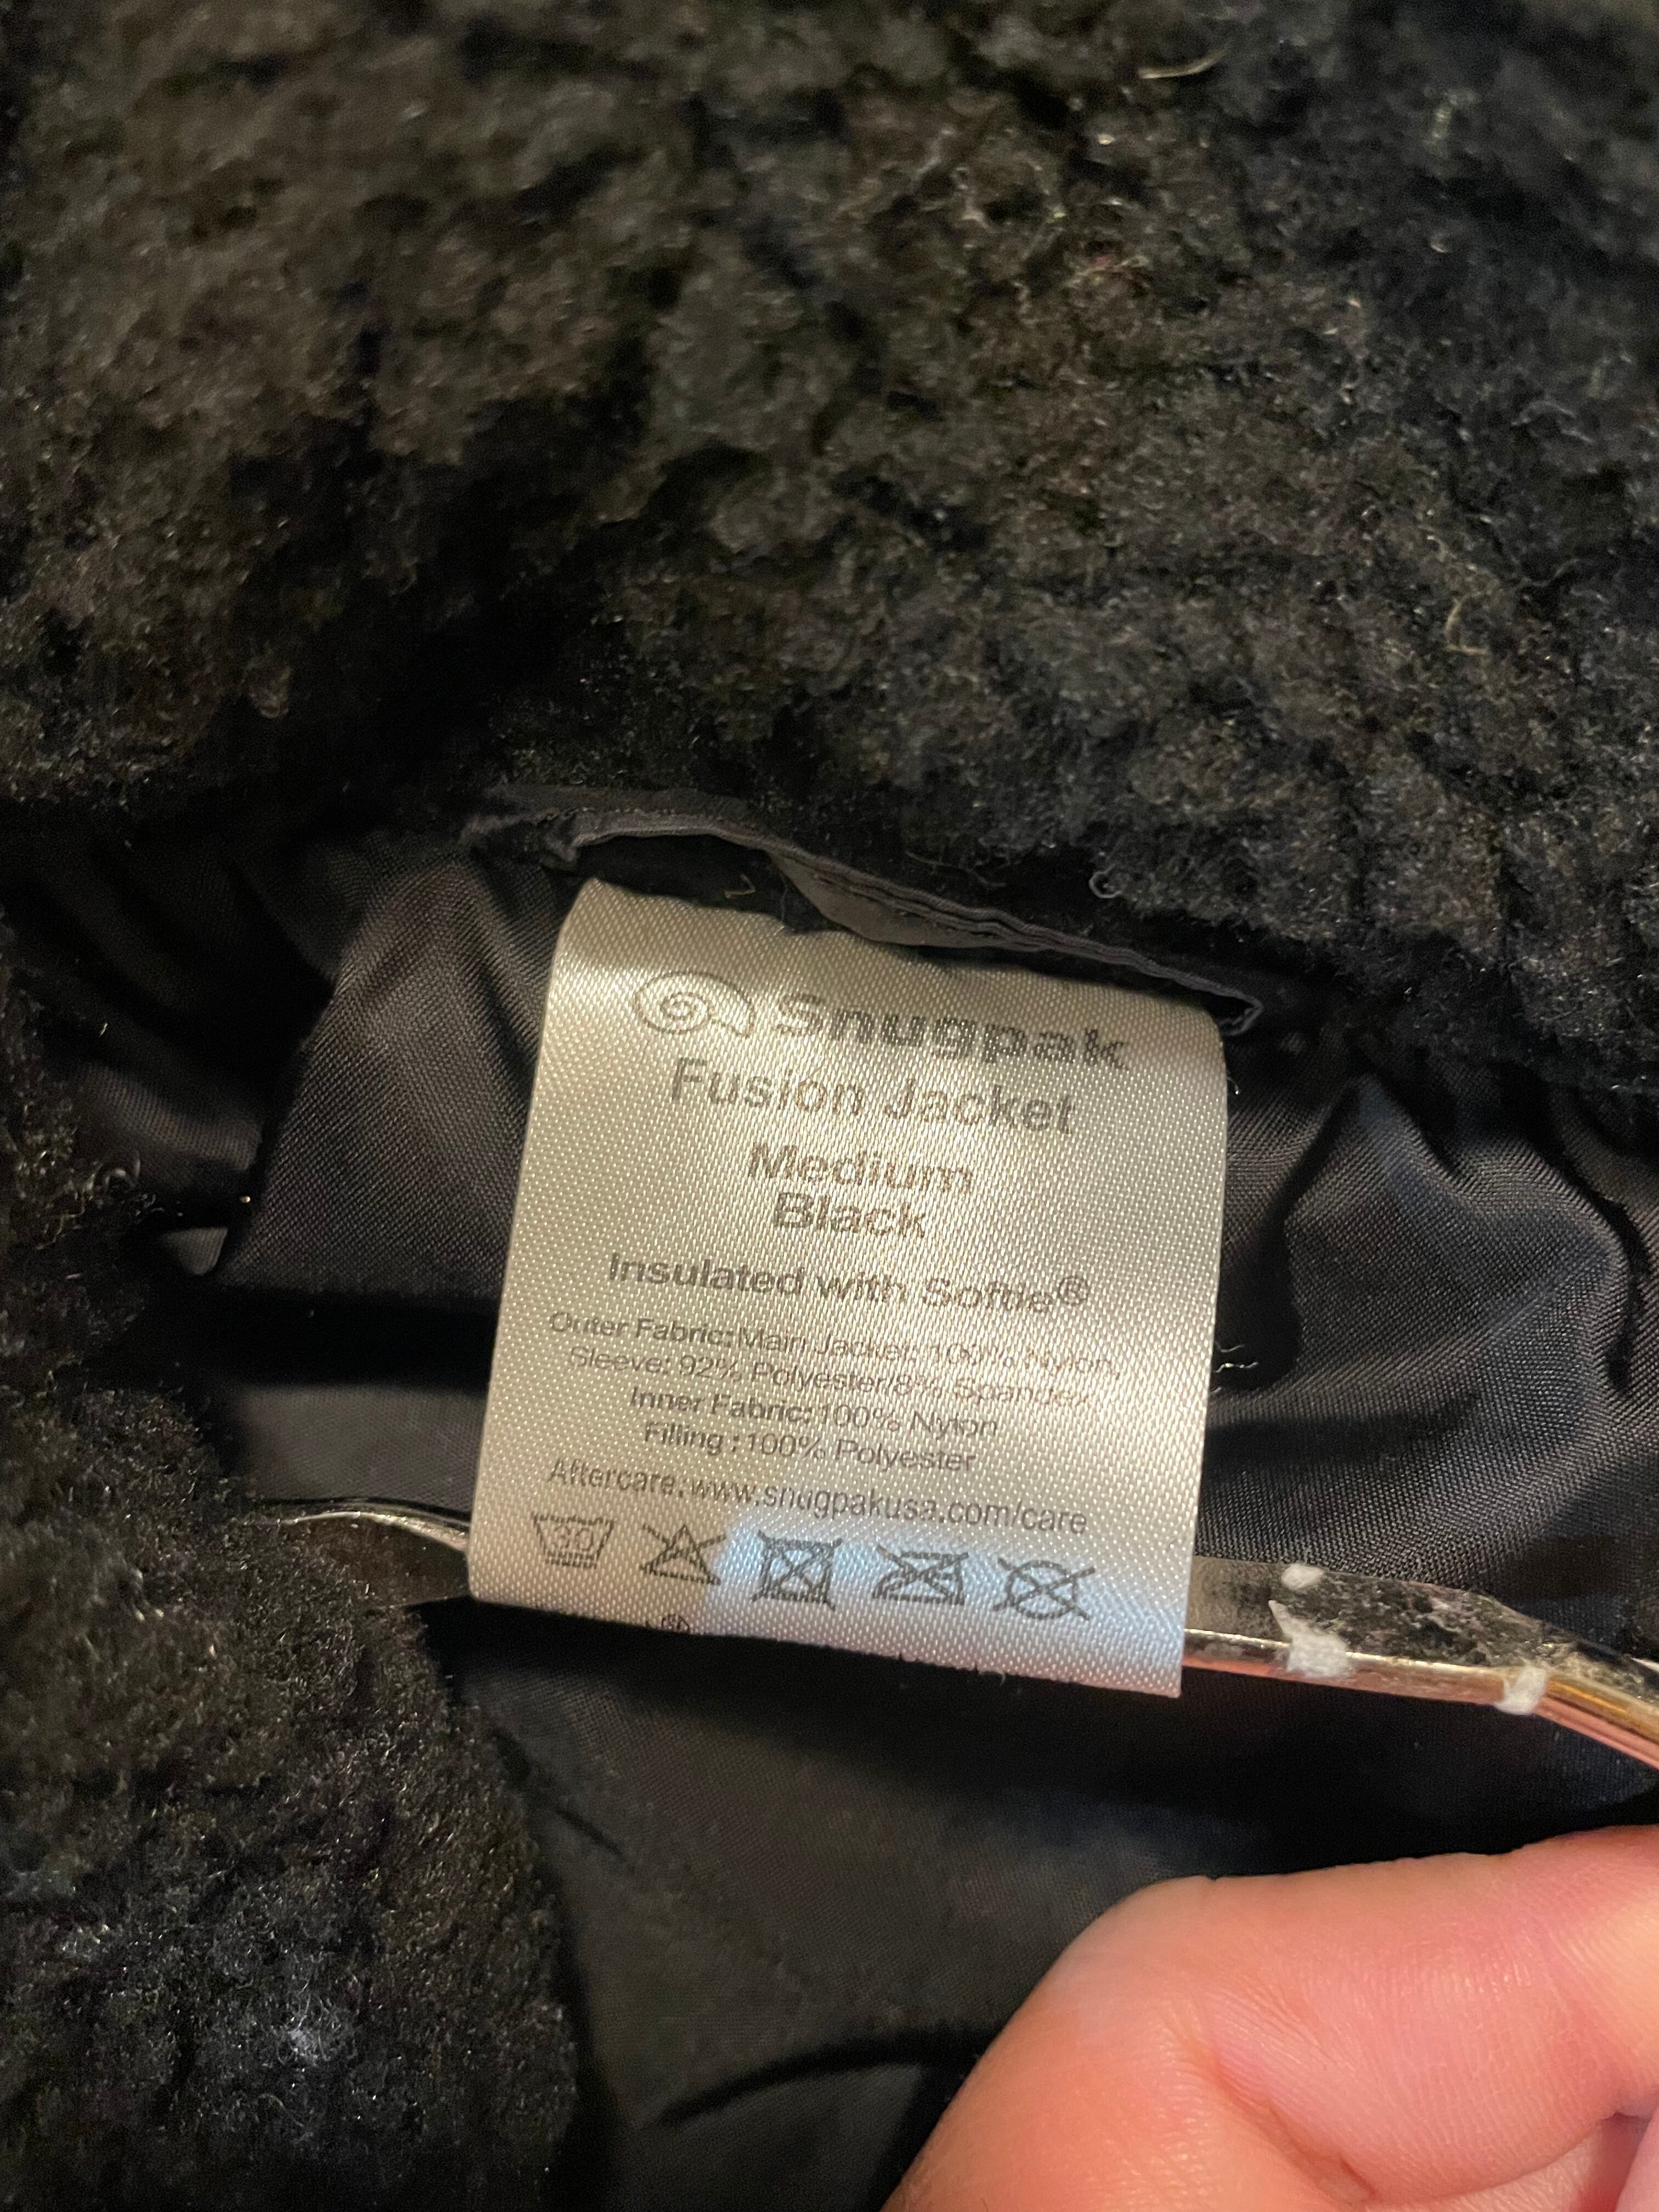 Snugpak
Fusion Jacket
Medium
Black
Insulated with Softie®
Outer Fabric: Main Jacket: 100% Nylon,
Sleeve: 92% Polyester/8% Spandex
Inner Fabric: 100% Nylon
Filling : 100% Polyester
Aftercare: www.snugpakusa.com/care
30